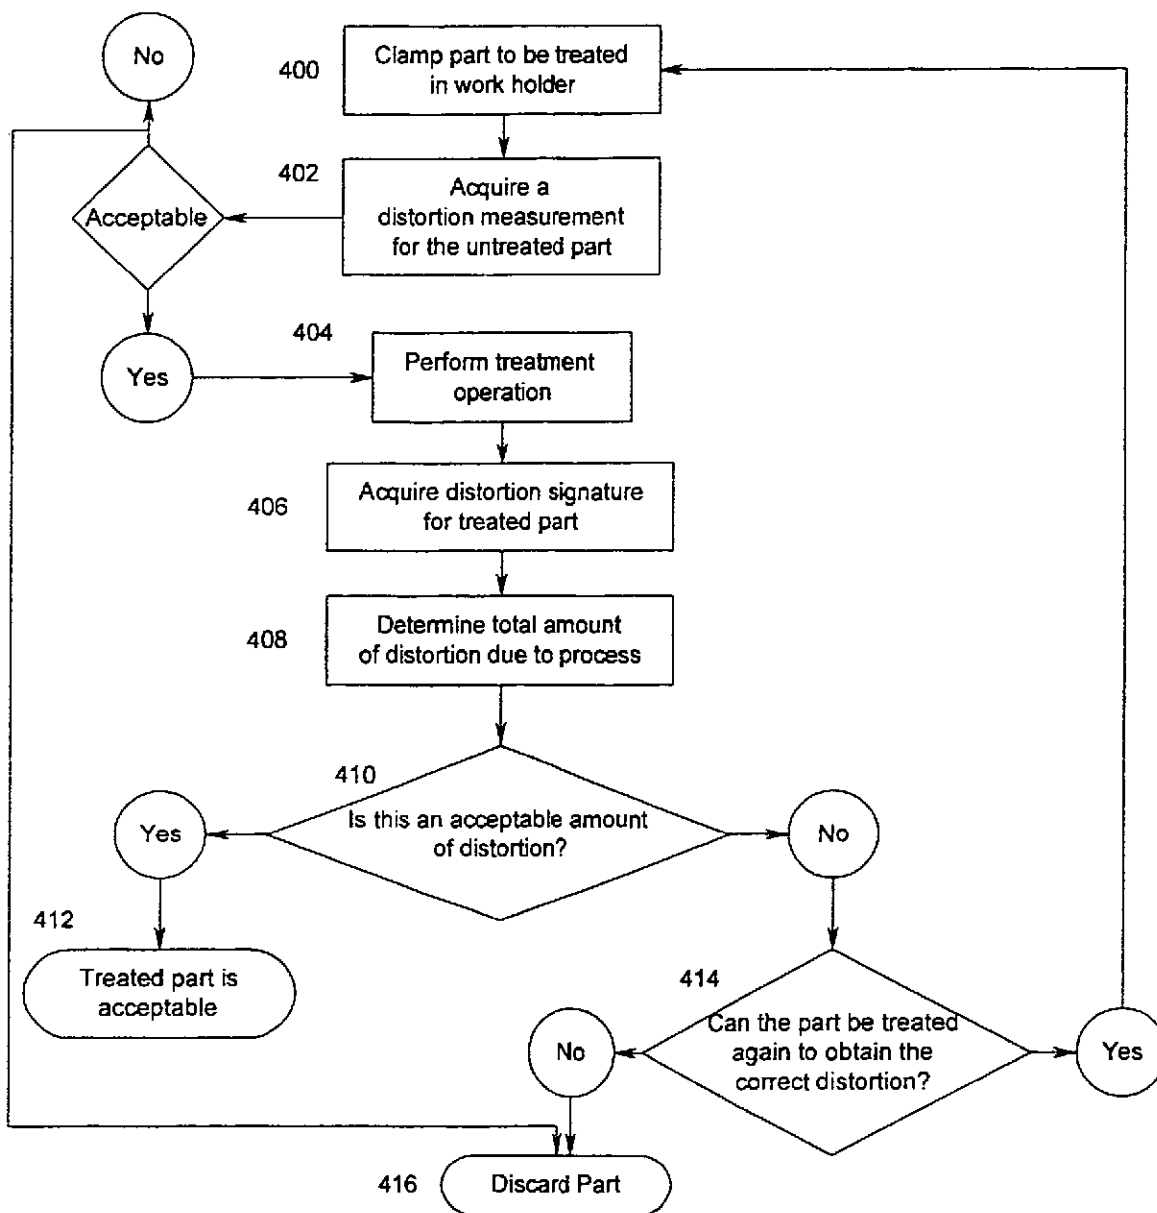 No
400
Clamp part to be treated
in work holder
402
Acquire a
distortion measurement
for the untreated part
Acceptable
Yes
404
Perform treatment
operation
406
Acquire distortion signature
for treated part
408
Determine total amount
of distortion due to process
410
Is this an acceptable amount
of distortion?
Yes
No
412
Treated part is
acceptable
414
Can the part be treated
again to obtain the
correct distortion?
No
Yes
416
Discard Part